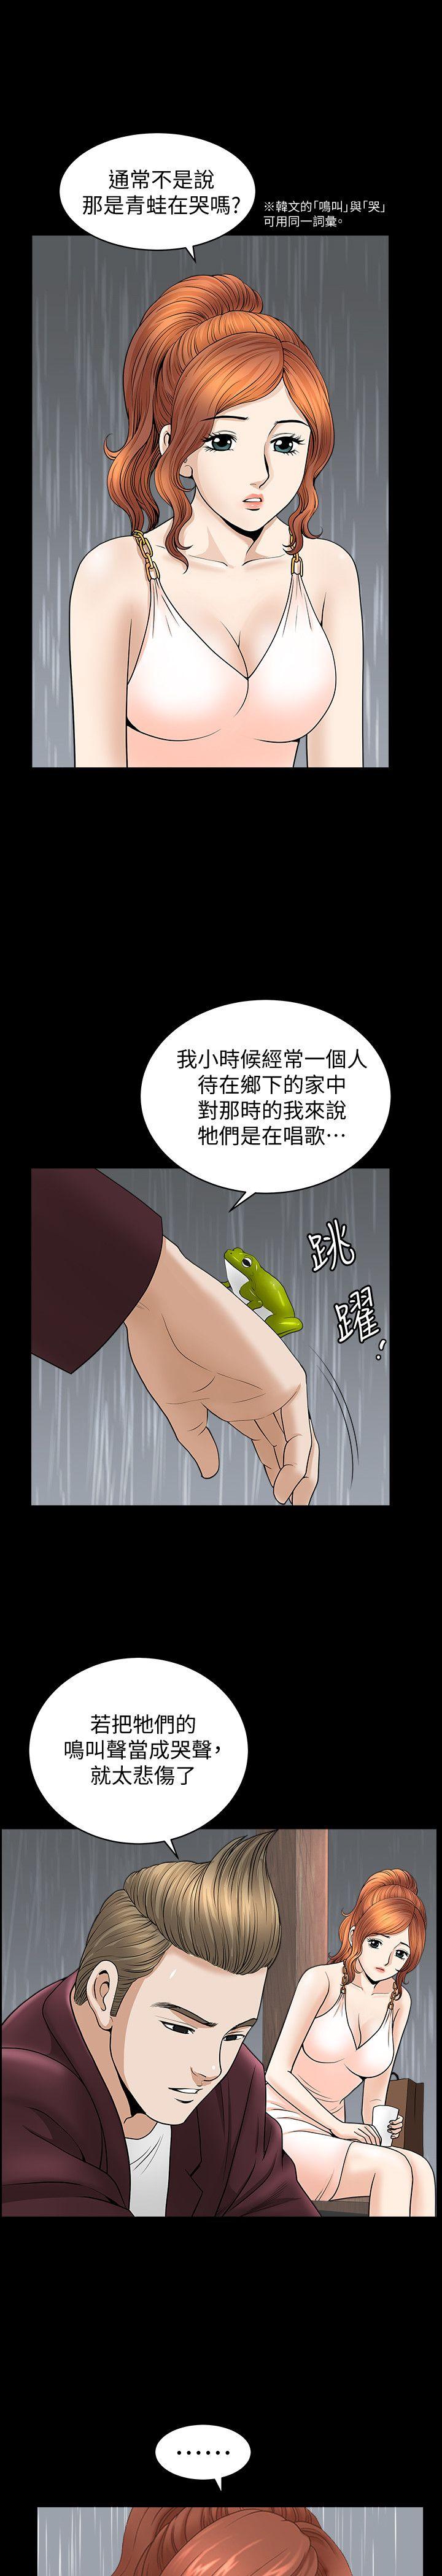 通常不是說
那是青蛙在哭嗎?
※韓文的「鳴叫」與「哭」
可用同一詞彙。
我小時候經常一個人
待在鄉下的家中
對那時的我來說
牠們是在唱歌…
跳
躍!
若把牠們的
鳴叫聲當成哭聲,
就太悲傷了
……